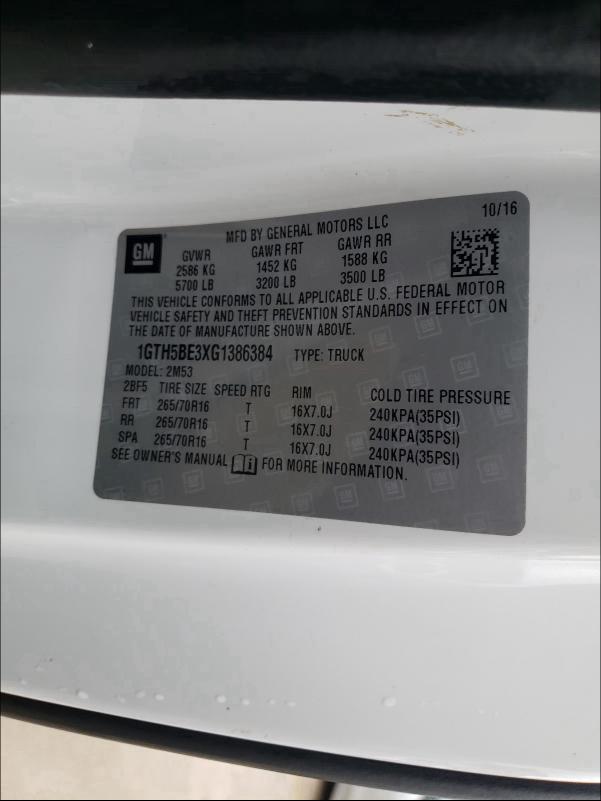 GM
MFD BY GENERAL MOTORS LLC 10/16
GVWR GAWR FRT GAWR RR
2586 KG 1452 KG 1588 KG
5700 LB 3200 LB 3500 LB
THIS VEHICLE CONFORMS TO ALL APPLICABLE U.S. FEDERAL MOTOR
VEHICLE SAFETY AND THEFT PREVENTION STANDARDS IN EFFECT ON
THE DATE OF MANUFACTURE SHOWN ABOVE.
1GTH5BE3XG1386384 TYPE: TRUCK
MODEL: 2M53
2BF5 TIRE SIZE SPEED RTG RIM COLD TIRE PRESSURE
FRT 265/70R16 T 16X7.0J 240KPA(35PSI)
RR 265/70R16 T 16X7.0J 240KPA(35PSI)
SPA 265/70R16 T 16X7.0J 240KPA(35PSI)
SEE OWNER'S MANUAL FOR MORE INFORMATION.